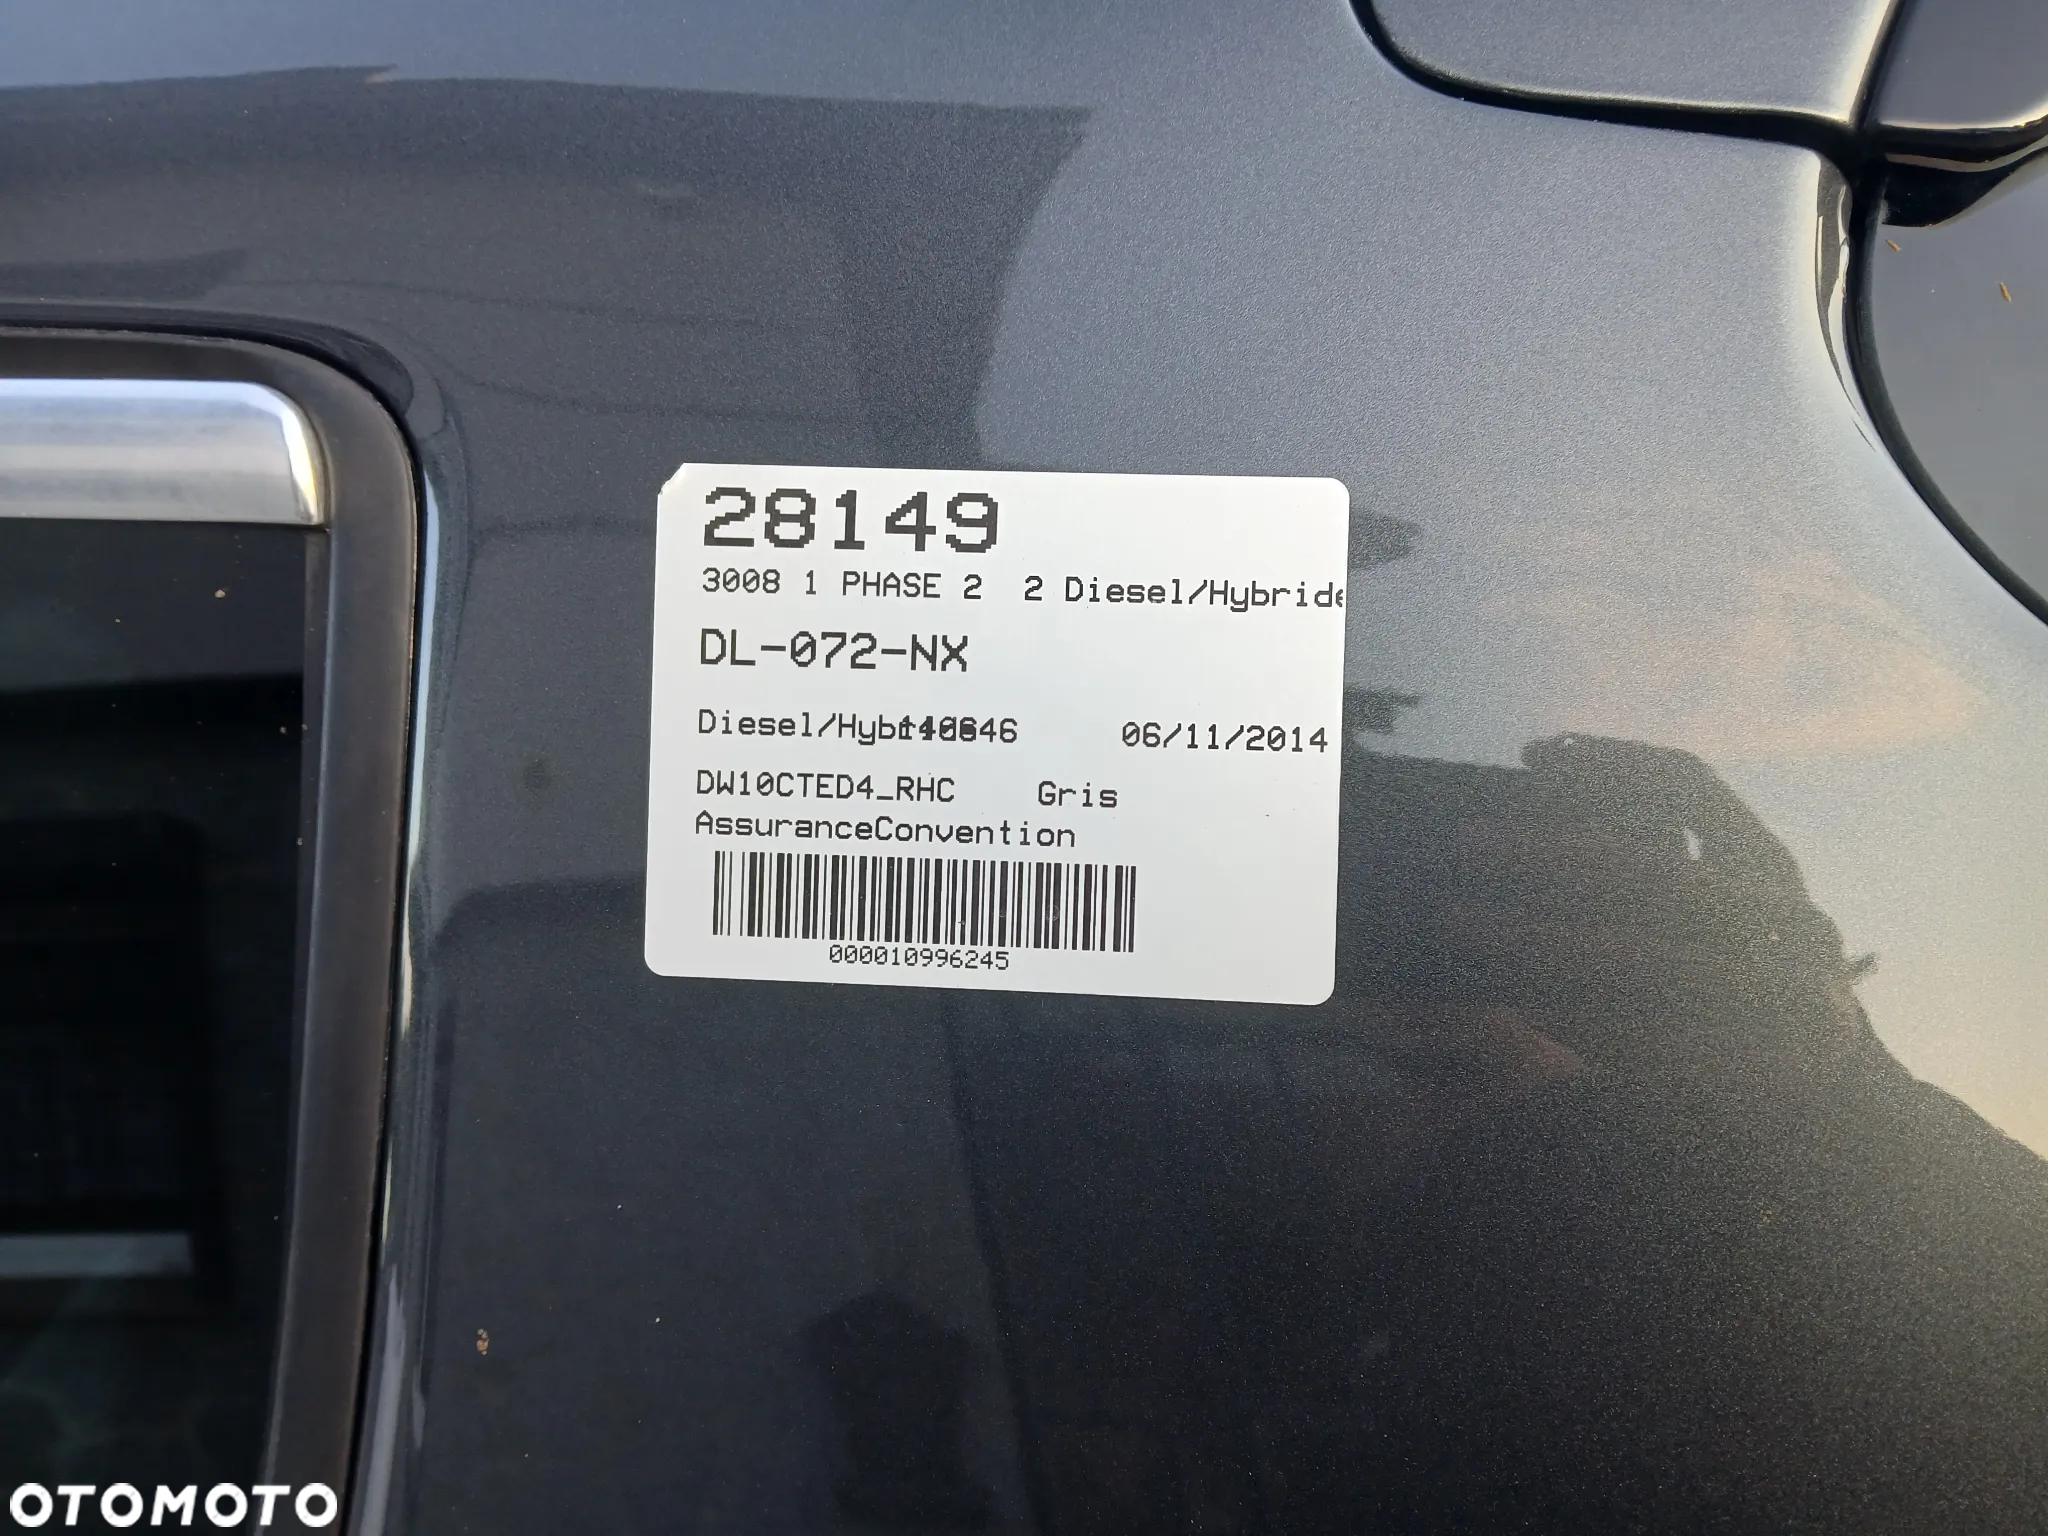 28149
3008 1 PHASE 2 2 Diesel/Hybride
DL-072-NX
06/11/2014
DW10CTED4_RHC Gris
AssuranceConvention
000010996245
OTOMOTO